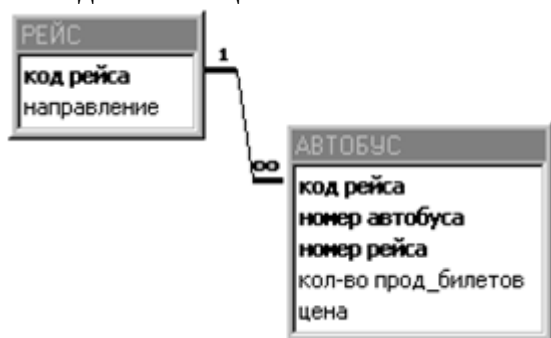 РЕЙС
код рейса
направление
1
∞
АВТОБУС
код рейса
номер автобуса
номер рейса
кол-во прод_билетов
цена